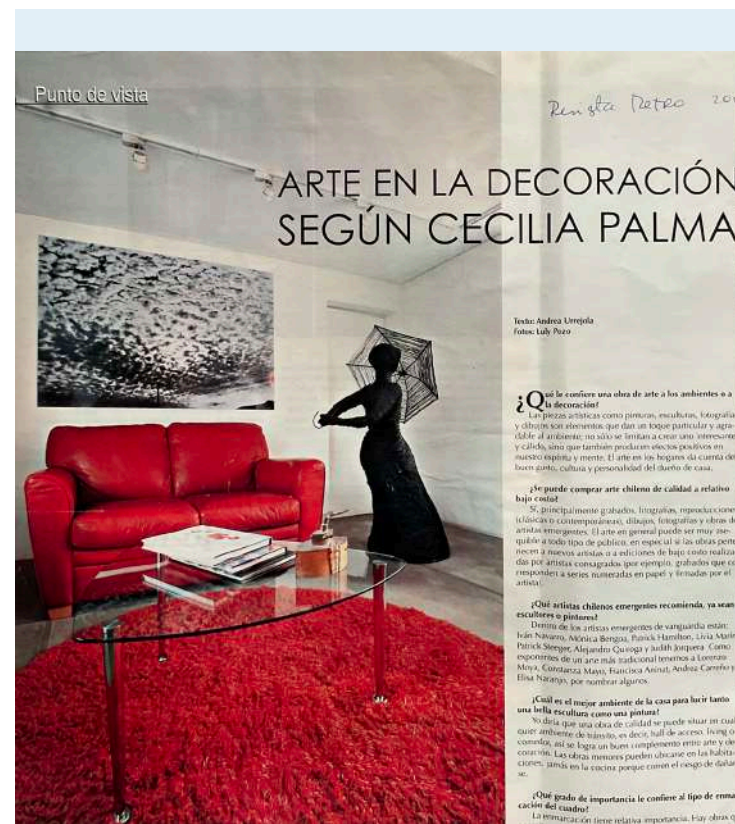 Punto de vista
Revista Metro 200
ARTE EN LA DECORACIÓN
SEGÚN CECILIA PALMA
Texto: Andrea Urrejola
Fotos: Luly Pozo
¿Qué le confiere una obra de arte a los ambientes o a
la decoración?
Las piezas artísticas como pinturas, esculturas, fotografía
y dibujos son elementos que dan un toque particular y agra-
dable al ambiente; no sólo se limitan a crear uno interesante
y cálido, sino que también producen efectos positivos en
nuestro espíritu y mente. El arte en los hogares da cuenta del
buen gusto, cultura y personalidad del dueño de casa.
¿Se puede comprar arte chileno de calidad a relativo
bajo costo?
Sí, principalmente grabados, litografías, reproducciones
(clásicas o contemporáneas), dibujos, fotografías y obras de
artistas emergentes. El arte en general puede ser muy ase-
quible a todo tipo de público, en especial si las obras perte-
necen a nuevos artistas o a ediciones de bajo costo realiza-
das por artistas consagrados (por ejemplo, grabados que co
rresponden a series numeradas en papel y firmadas por el
artista).
¿Qué artistas chilenos emergentes recomienda, ya sean
escultores o pintores?
Dentro de los artistas emergentes de vanguardia están:
Iván Navarro, Mónica Bengoa, Patrick Hamilton, Livia Marín
Patrick Steeger, Alejandro Quiroga y Judith Jorquera. Como
exponentes de un arte más tradicional tenemos a Lorenzo
Moya, Constanza Mayo, Francisca Aninat, Andrea Carreño y
Elisa Naranjo, por nombrar algunos.
¿Cuál es el mejor ambiente de la casa para lucir tanto
una bella escultura como una pintura?
Yo diría que una obra de calidad se puede situar en cual
quier ambiente de tránsito, es decir, hall de acceso, living o
comedor, así se logra un buen complemento entre arte y de
coración. Las obras menores pueden ubicarse en las habita-
ciones, jamás en la cocina porque corren el riesgo de dañar
se.
¿Qué grado de importancia le confiere al tipo de enmar
cación del cuadro?
La enmarcación tiene relativa importancia. Hay obras q